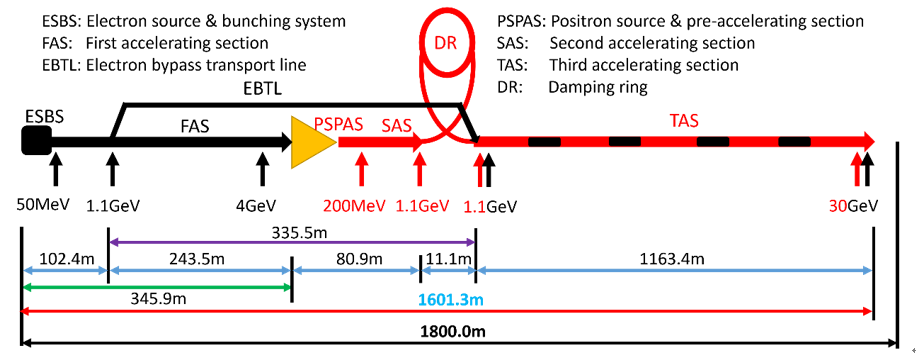 ESBS: Electron source & bunching system
FAS: First accelerating section
EBTL: Electron bypass transport line
PSPAS: Positron source & pre-accelerating section
SAS: Second accelerating section
TAS: Third accelerating section
DR: Damping ring
DR
EBTL
ESBS
FAS
PSPAS
SAS
TAS
50MeV
1.1GeV
4GeV
200MeV
1.1GeV
1.1GeV
30GeV
335.5m
102.4m
243.5m
80.9m
11.1m
1163.4m
345.9m
1601.3m
1800.0m